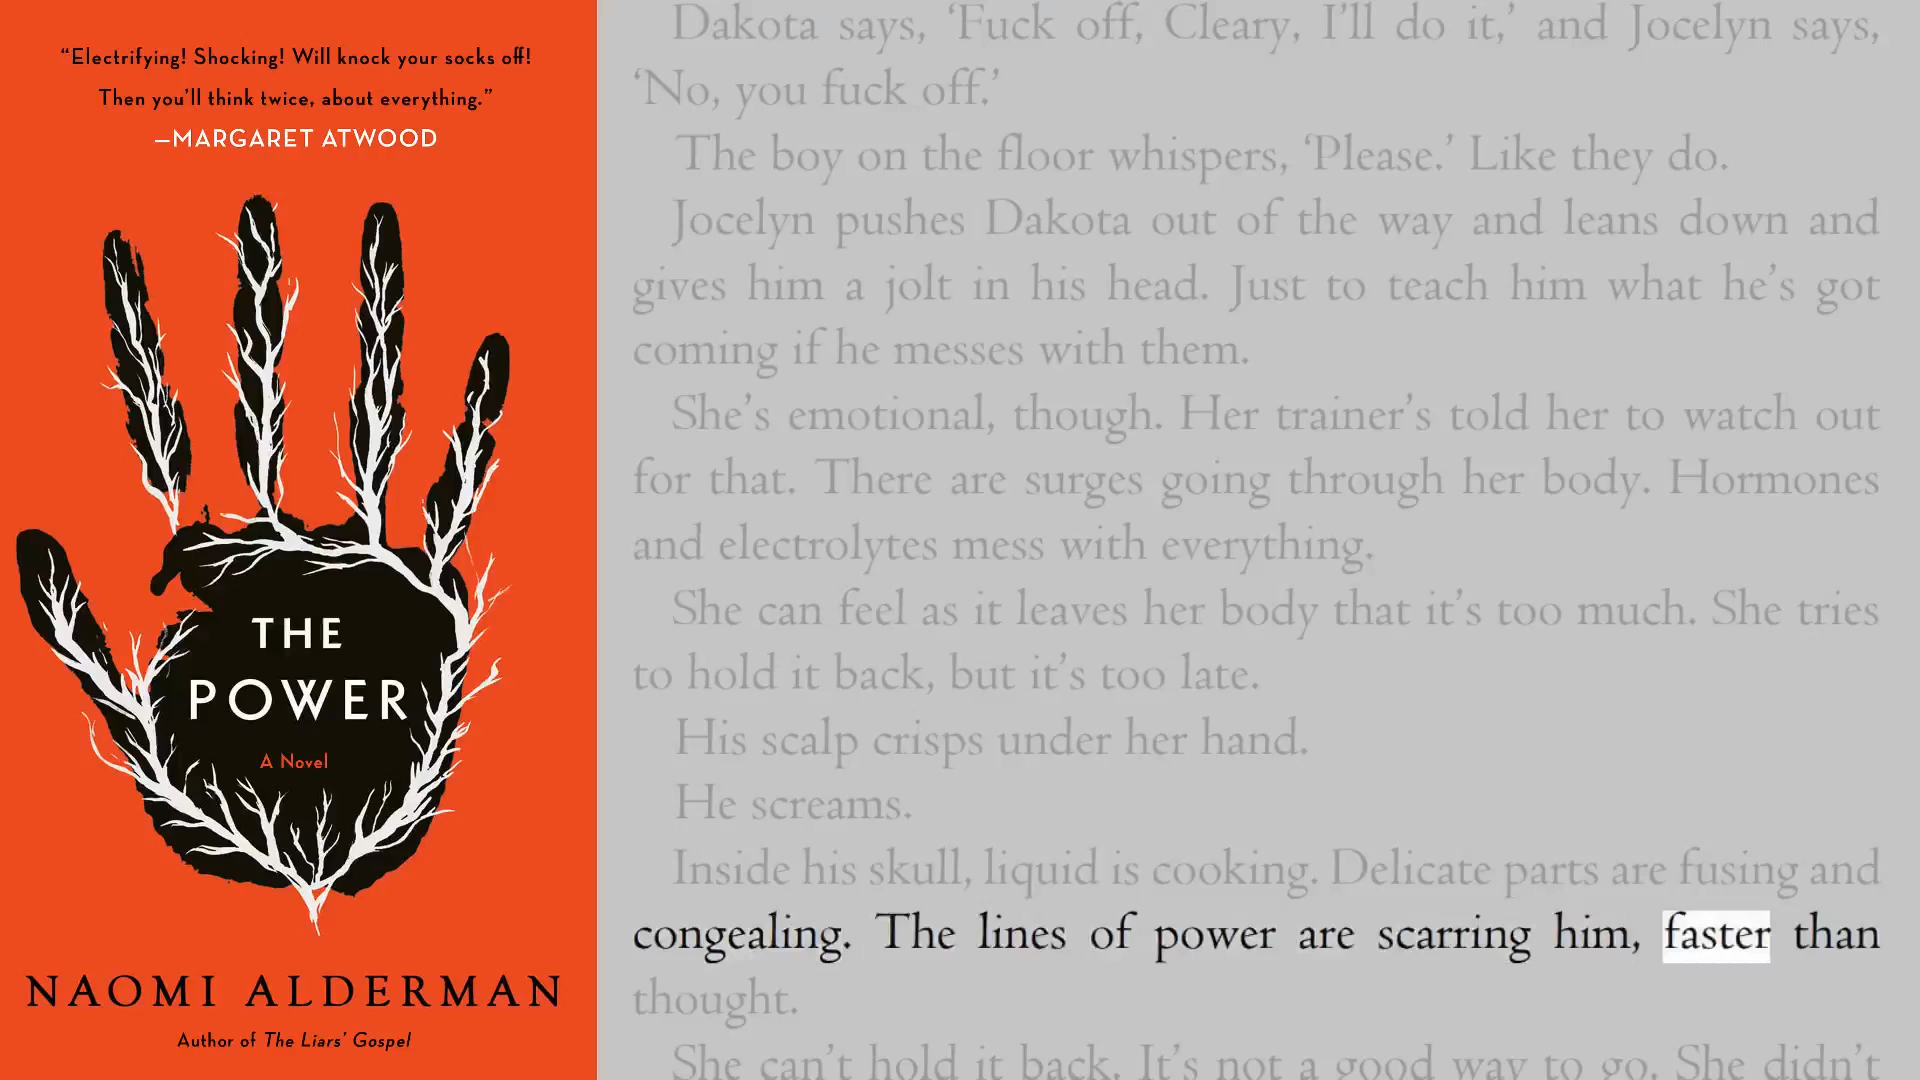 “Electrifying! Shocking! Will knock your socks off!
Then you’ll think twice, about everything.”
—MARGARET ATWOOD
THE
POWER
A Novel
NAOMI ALDERMAN
Author of The Liars’ Gospel
Dakota says, ‘Fuck off, Cleary, I’ll do it,’ and Jocelyn says,
‘No, you fuck off.’
The boy on the floor whispers, ‘Please.’ Like they do.
Jocelyn pushes Dakota out of the way and leans down and
gives him a jolt in his head. Just to teach him what he’s got
coming if he messes with them.
She’s emotional, though. Her trainer’s told her to watch out
for that. There are surges going through her body. Hormones
and electrolytes mess with everything.
She can feel as it leaves her body that it’s too much. She tries
to hold it back, but it’s too late.
His scalp crisps under her hand.
He screams.
Inside his skull, liquid is cooking. Delicate parts are fusing and
congealing. The lines of power are scarring him, faster than
thought.
She can’t hold it back. It’s not a good way to go. She didn’t